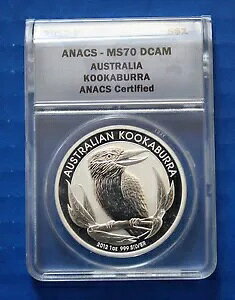 ANACS - MS70 DCAM
AUSTRALIA
KOOKABURRA
ANACS Certified
AUSTRALIAN KOOKABURRA
2012 1oz 999 SILVER